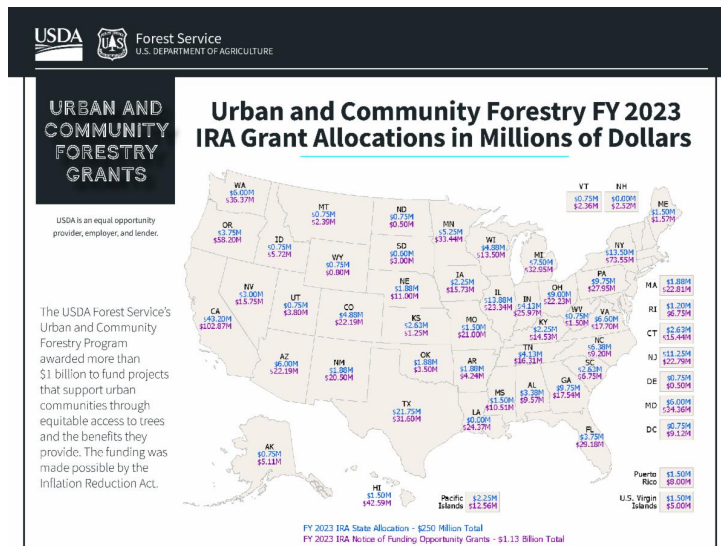 USDA
UAS
Forest Service
U.S. DEPARTMENT OF AGRICULTURE
URBAN AND
COMMUNITY
FORESTRY
GRANTS
USDA is an equal opportunity
provider, employer, and lender.
The USDA Forest Service's
Urban and Community
Forestry Program
awarded more than
$1 billion to fund projects
that support urban
communities through
equitable access to trees
and the benefits they
provide. The funding was
made possible by the
Inflation Reduction Act.
Urban and Community Forestry FY 2023
IRA Grant Allocations in Millions of Dollars
WA
$6.00M
$36.37M
OR
$3.75M
$58.20M
ID
$0.75M
$5.72M
MT
$0.75M
$2.39M
ND
$0.75M
$0.50M
SD
$0.60M
$3.00M
WY
$0.75M
$0.80M
MN
$5.25M
$33.44M
WI
$4.88M
$13.50M
MI
$7.50M
$32.95M
VT
$0.75M
$2.36M
NH
$0.00M
$2.52M
ME
$1.50M
$1.57M
NY
$13.50M
$73.55M
PA
$9.75M
$27.95M
NV
$3.00M
$15.75M
UT
$0.75M
$3.80M
CA
$43.20M
$102.87M
CO
$4.88M
$22.19M
NE
$1.88M
$11.00M
IA
$2.25M
$15.73M
IL
$13.88M
$23.34M
IN
$4.13M
$25.97M
OH
$9.00M
$22.23M
WV
$0.75M
$1.50M
VA
$6.60M
$17.70M
KS
$2.63M
$1.25M
MO
$1.50M
$21.00M
KY
$2.25M
$14.53M
NC
$6.38M
$9.20M
TN
$4.13M
$16.31M
SC
$2.63M
$6.75M
AZ
$6.00M
$22.19M
NM
$1.88M
$20.50M
OK
$1.88M
$3.50M
AR
$1.88M
$4.24M
MS
$1.50M
$10.51M
AL
$3.38M
$9.57M
GA
$9.75M
$17.54M
TX
$21.75M
$31.60M
LA
$0.00M
$24.37M
FL
$3.75M
$29.18M
AK
$0.75M
$5.11M
HI
$1.50M
$42.59M
Pacific
Islands
$2.25M
$12.56M
MA
$1.88M
$22.81M
RI
$1.20M
$6.75M
CT
$2.63M
$15.44M
NJ
$11.25M
$22.79M
DE
$0.75M
$0.50M
MD
$6.00M
$34.36M
DC
$0.75M
$9.12M
Puerto
Rico
$1.50M
$8.00M
U.S. Virgin
Islands
$1.50M
$5.00M
FY 2023 IRA State Allocation - $250 Million Total
FY 2023 IRA Notice of Funding Opportunity Grants - $1.13 Billion Total